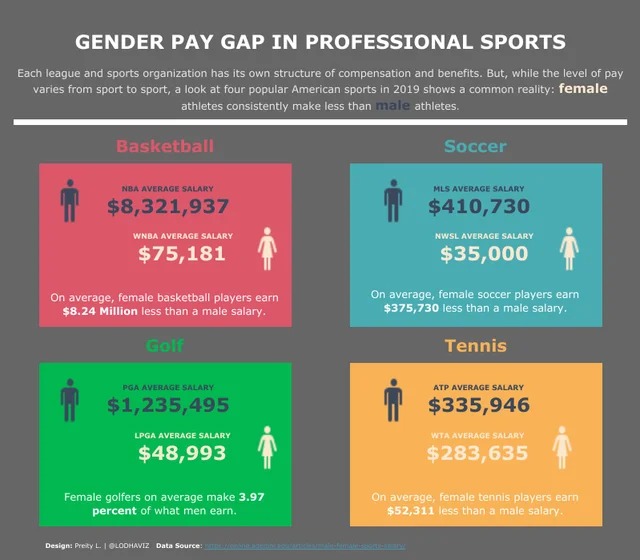 GENDER PAY GAP IN PROFESSIONAL SPORTS
Each league and sports organization has its own structure of compensation and benefits. But, while the level of pay
varies from sport to sport, a look at four popular American sports in 2019 shows a common reality: female
athletes consistently make less than male athletes.
Basketball
NBA AVERAGE SALARY
$8,321,937
WNBA AVERAGE SALARY
$75,181
On average, female basketball players earn
$8.24 Million less than a male salary.
Soccer
MLS AVERAGE SALARY
$410,730
NWSL AVERAGE SALARY
$35,000
On average, female soccer players earn
$375,730 less than a male salary.
Golf
PGA AVERAGE SALARY
$1,235,495
LPGA AVERAGE SALARY
$48,993
Female golfers on average make 3.97
percent of what men earn.
Tennis
ATP AVERAGE SALARY
$335,946
WTA AVERAGE SALARY
$283,635
On average, female tennis players earn
$52,311 less than a male salary.
Design: Preity L. | @LODHAVIZ Data Source: